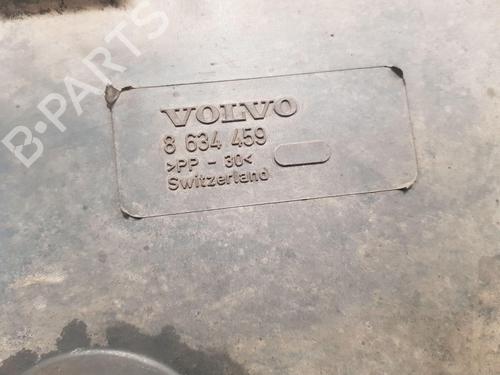 B-PARTS
VOLVO
8 634 459
>PP - 30<
Switzerland